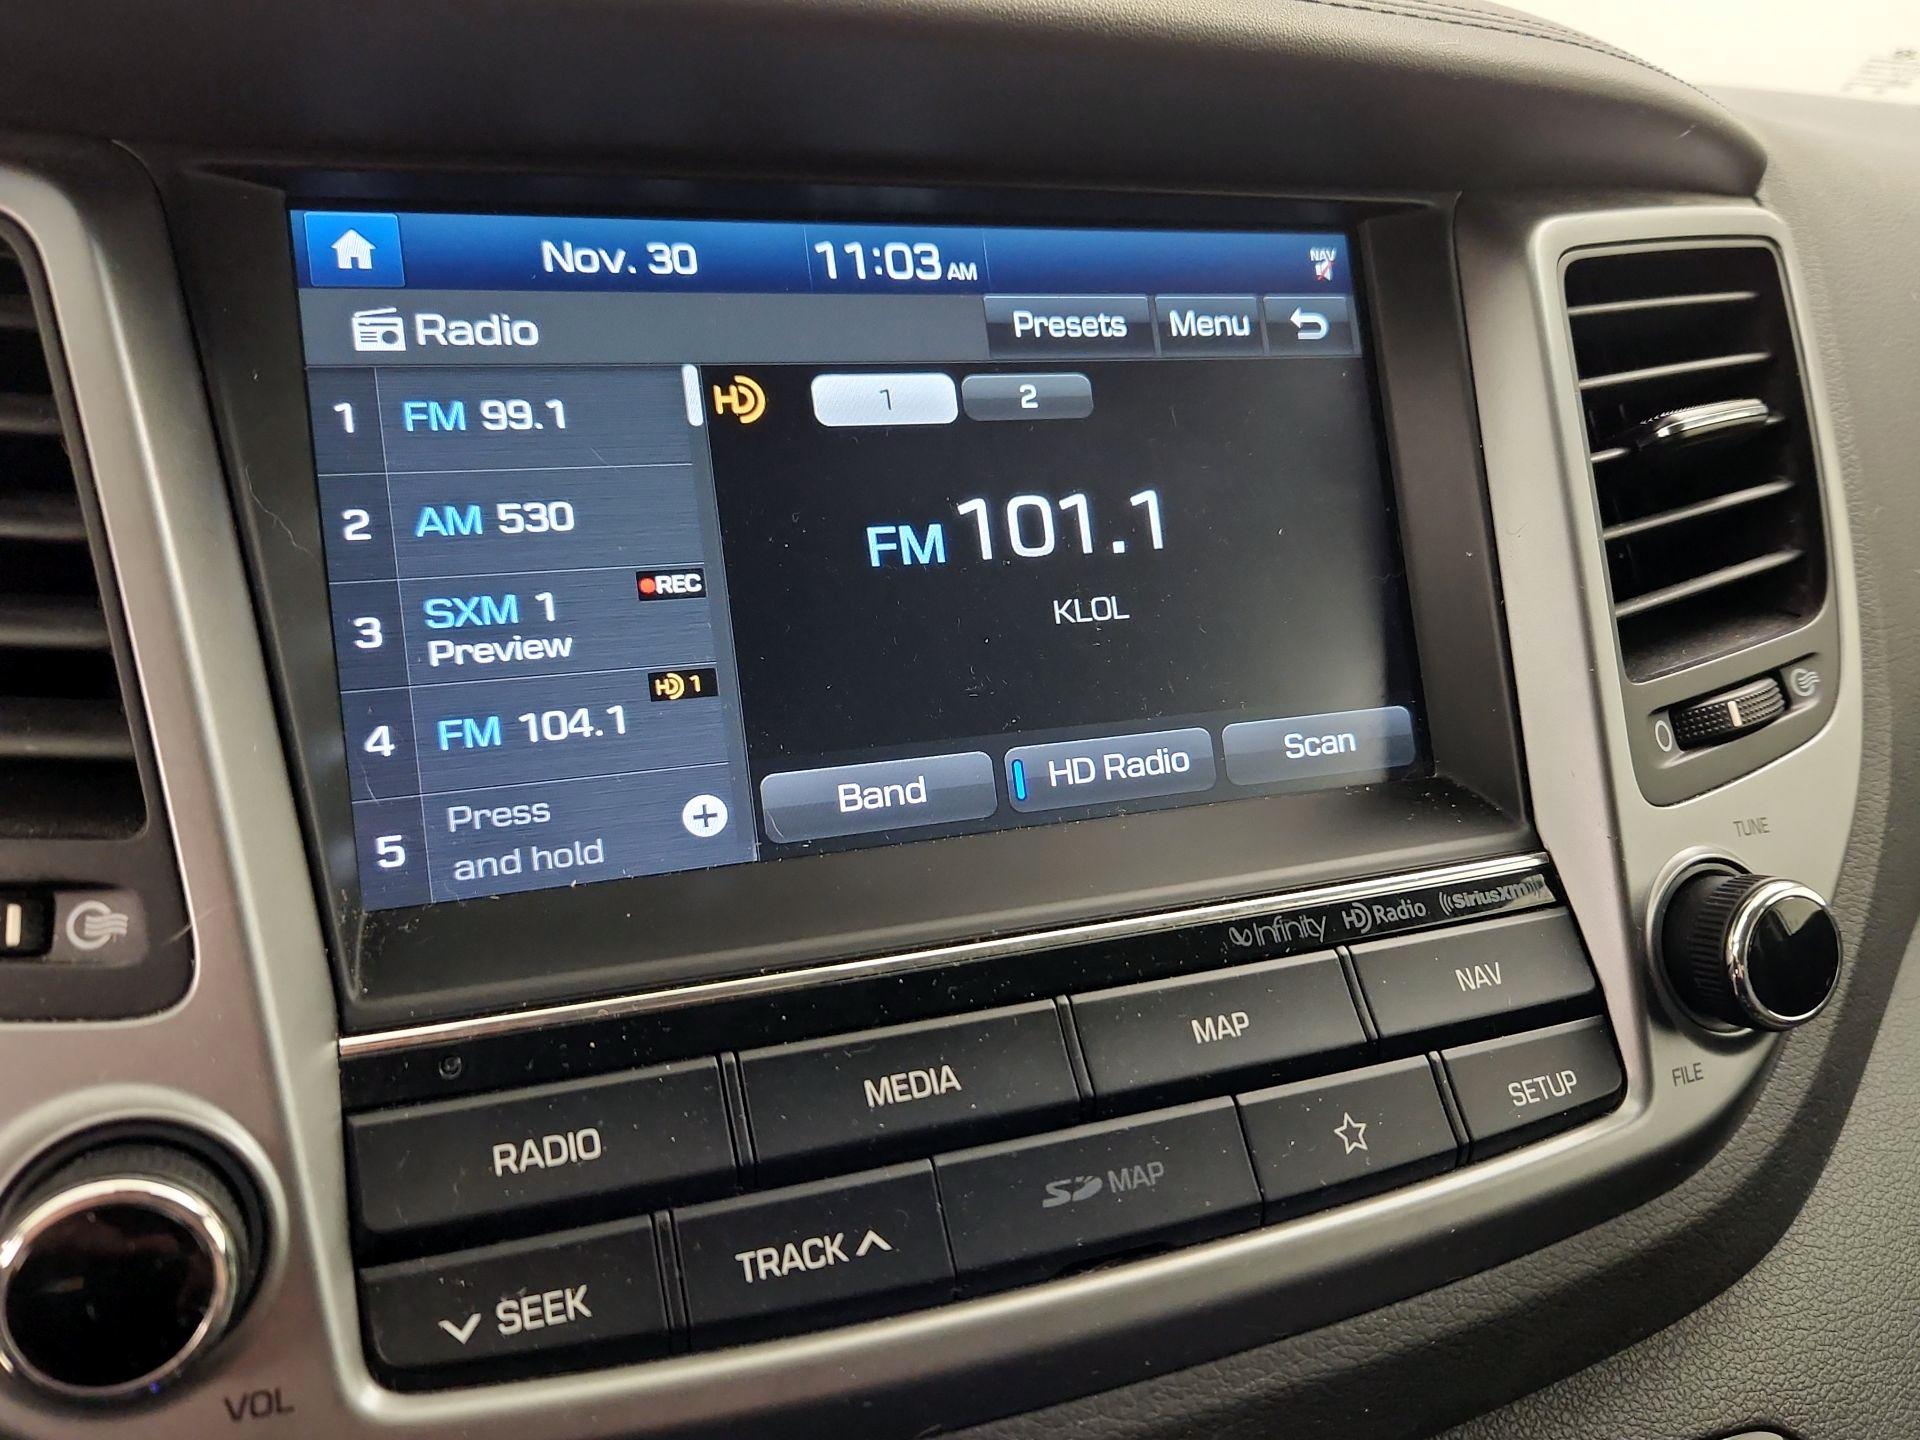 Nov. 30 11:03 AM NAV
Radio Presets Menu
1 FM 99.1
HD 1 2
2 AM 530
FM 101.1
KLOL
3 SXM 1 REC
Preview
4 FM 104.1 HD 1
5 Press
and hold
Band HD Radio Scan
Infinity HD Radio SiriusXM
TUNE
FILE
RADIO MEDIA MAP NAV
SEEK TRACK SD MAP SETUP
VOL